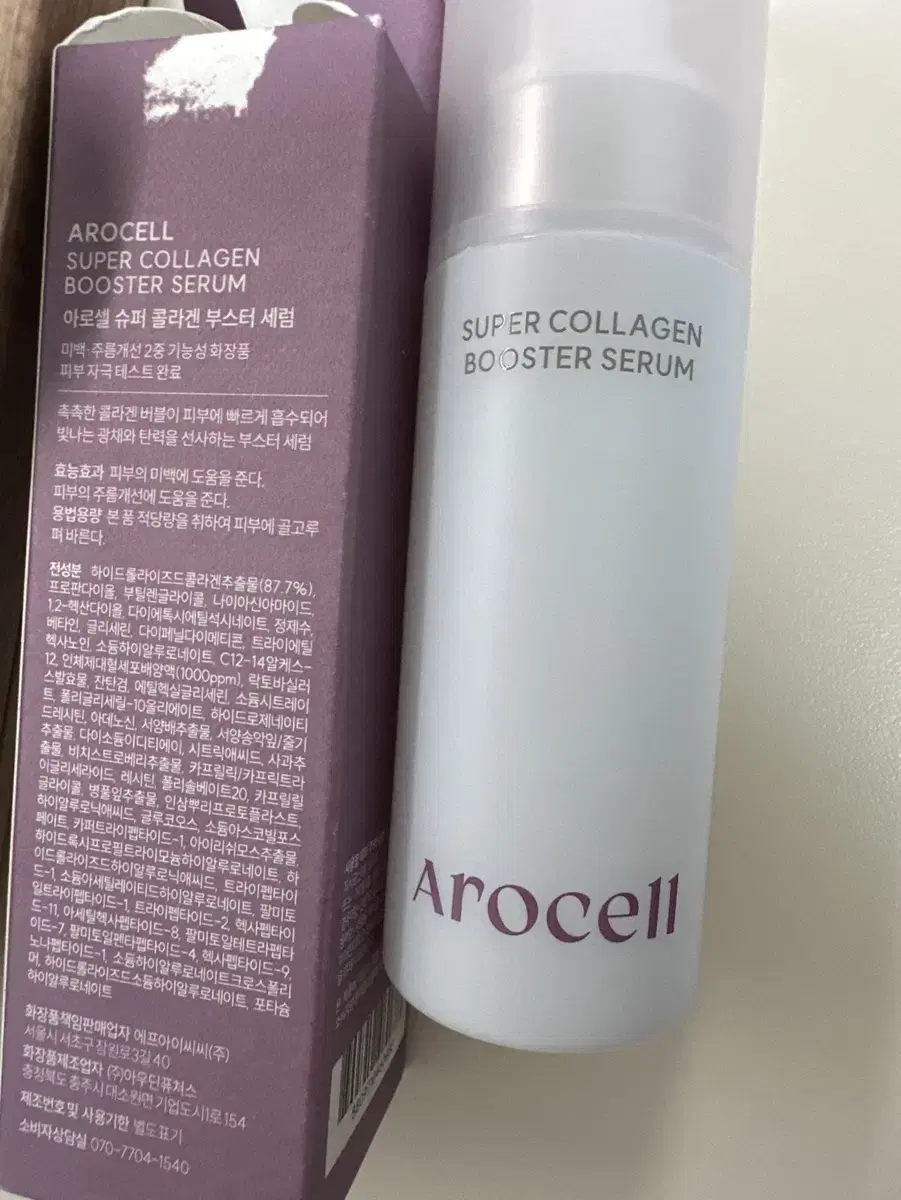 AROCELL
SUPER COLLAGEN
BOOSTER SERUM
아로셀 슈퍼 콜라겐 부스터 세럼
미백·주름개선 2중 기능성 화장품
피부 자극 테스트 완료
촉촉한 콜라겐 버블이 피부에 빠르게 흡수되어
빛나는 광채와 탄력을 선사하는 부스터 세럼
효능효과 피부의 미백에 도움을 준다.
피부의 주름개선에 도움을 준다.
용법용량 본 품 적당량을 취하여 피부에 골고루
펴 바른다.
전성분 하이드롤라이즈드콜라겐추출물(87.7%),
프로판다이올, 부틸렌글라이콜, 나이아신아마이드,
1,2-헥산다이올, 다이에톡시에틸석시네이트, 정제수,
베타인, 글리세린, 다이페닐다이메티콘, 트라이에틸
헥사노인, 소듐하이알루로네이트, C12-14알케스-
12, 인체제대혈세포배양액(1000ppm), 락토바실러
스발효물, 잔탄검, 에틸헥실글리세린, 소듐시트레이
트, 폴리글리세릴-10올리에이트, 하이드로제네이티
드레시틴, 아데노신, 서양배추출물, 서양송악잎/줄기
추출물, 다이소듐이디티에이, 시트릭애씨드, 사과추
출물, 비치스트로베리추출물, 카프릴릭/카프릭트라
이글리세라이드, 레시틴, 폴리솔베이트20, 카프릴릴
글라이콜, 병풀잎추출물, 인삼뿌리프로토플라스트,
하이알루로닉애씨드, 글루코오스, 소듐아스코빌포스
페이트, 카퍼트라이펩타이드-1, 아이리쉬모스추출물,
하이드록시프로필트라이모늄하이알루로네이트, 하
이드롤라이즈드하이알루로닉애씨드, 트라이펩타이
드-1, 소듐아세틸레이티드하이알루로네이트, 팔미토
일트라이펩타이드-1, 트라이펩타이드-2, 헥사펩타이
드-11, 아세틸헥사펩타이드-8, 팔미토일테트라펩타
이드-7, 팔미토일펜타펩타이드-4, 헥사펩타이드-9,
노나펩타이드-1, 소듐하이알루로네이트크로스폴리
머, 하이드롤라이즈드소듐하이알루로네이트, 포타슘
하이알루로네이트
화장품책임판매업자 에프아이씨씨(주)
서울시 서초구 잠원로3길 40
화장품제조업자 (주)아우딘퓨쳐스
충청북도 충주시 대소원면 기업도시1로 154
제조번호 및 사용기한 별도표기
소비자상담실 070-7704-1540
SUPER COLLAGEN
BOOSTER SERUM
Arocell